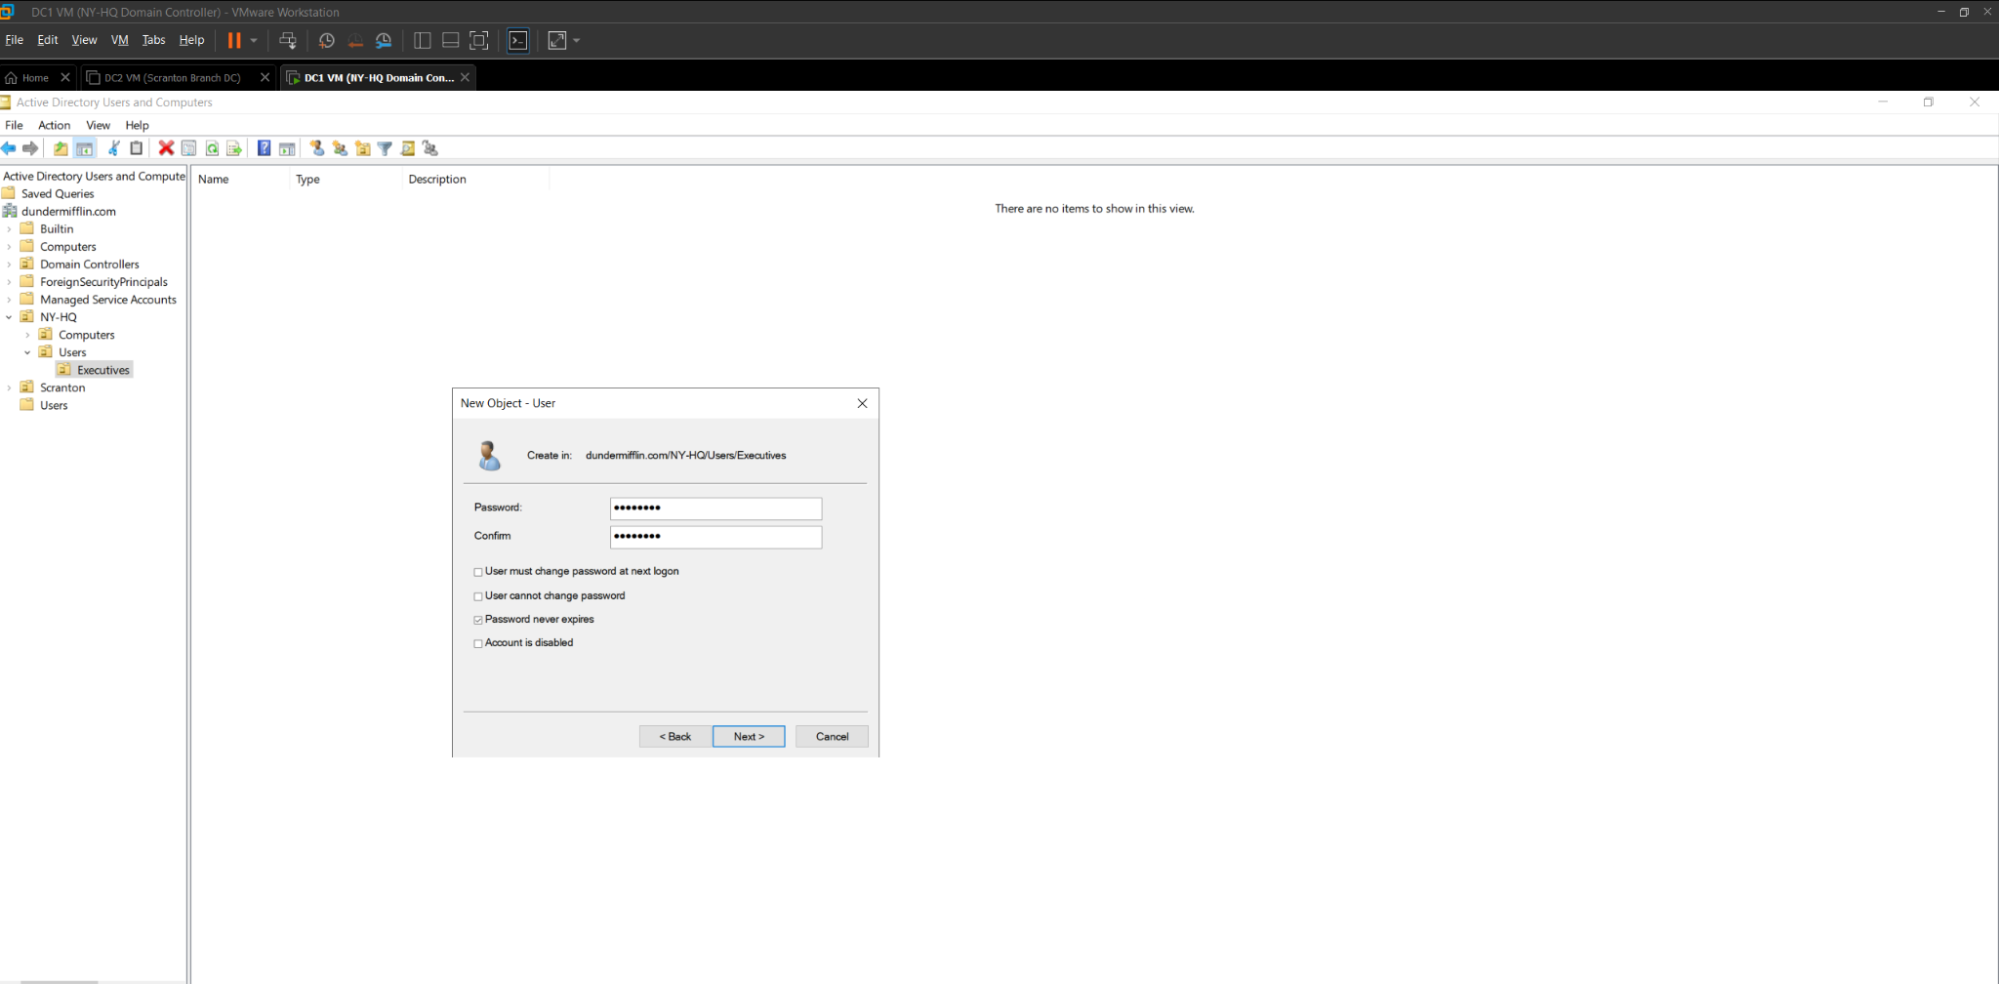 DC1 VM (NY-HQ Domain Controller) - VMware Workstation
File Edit View VM Tabs Help
Home DC2 VM (Scranton Branch DC) DC1 VM (NY-HQ Domain Con...
Active Directory Users and Computers
File Action View Help
Active Directory Users and Compute
Name Type Description
Saved Queries
There are no items to show in this view.
dundermifflin.com
Builtin
Computers
Domain Controllers
ForeignSecurityPrincipals
Managed Service Accounts
NY-HQ
Computers
Users
Executives
Scranton
Users
New Object - User
Create in: dundermifflin.com/NY-HQ/Users/Executives
Password: ••••••••
Confirm ••••••••
User must change password at next logon
User cannot change password
Password never expires
Account is disabled
< Back Next > Cancel